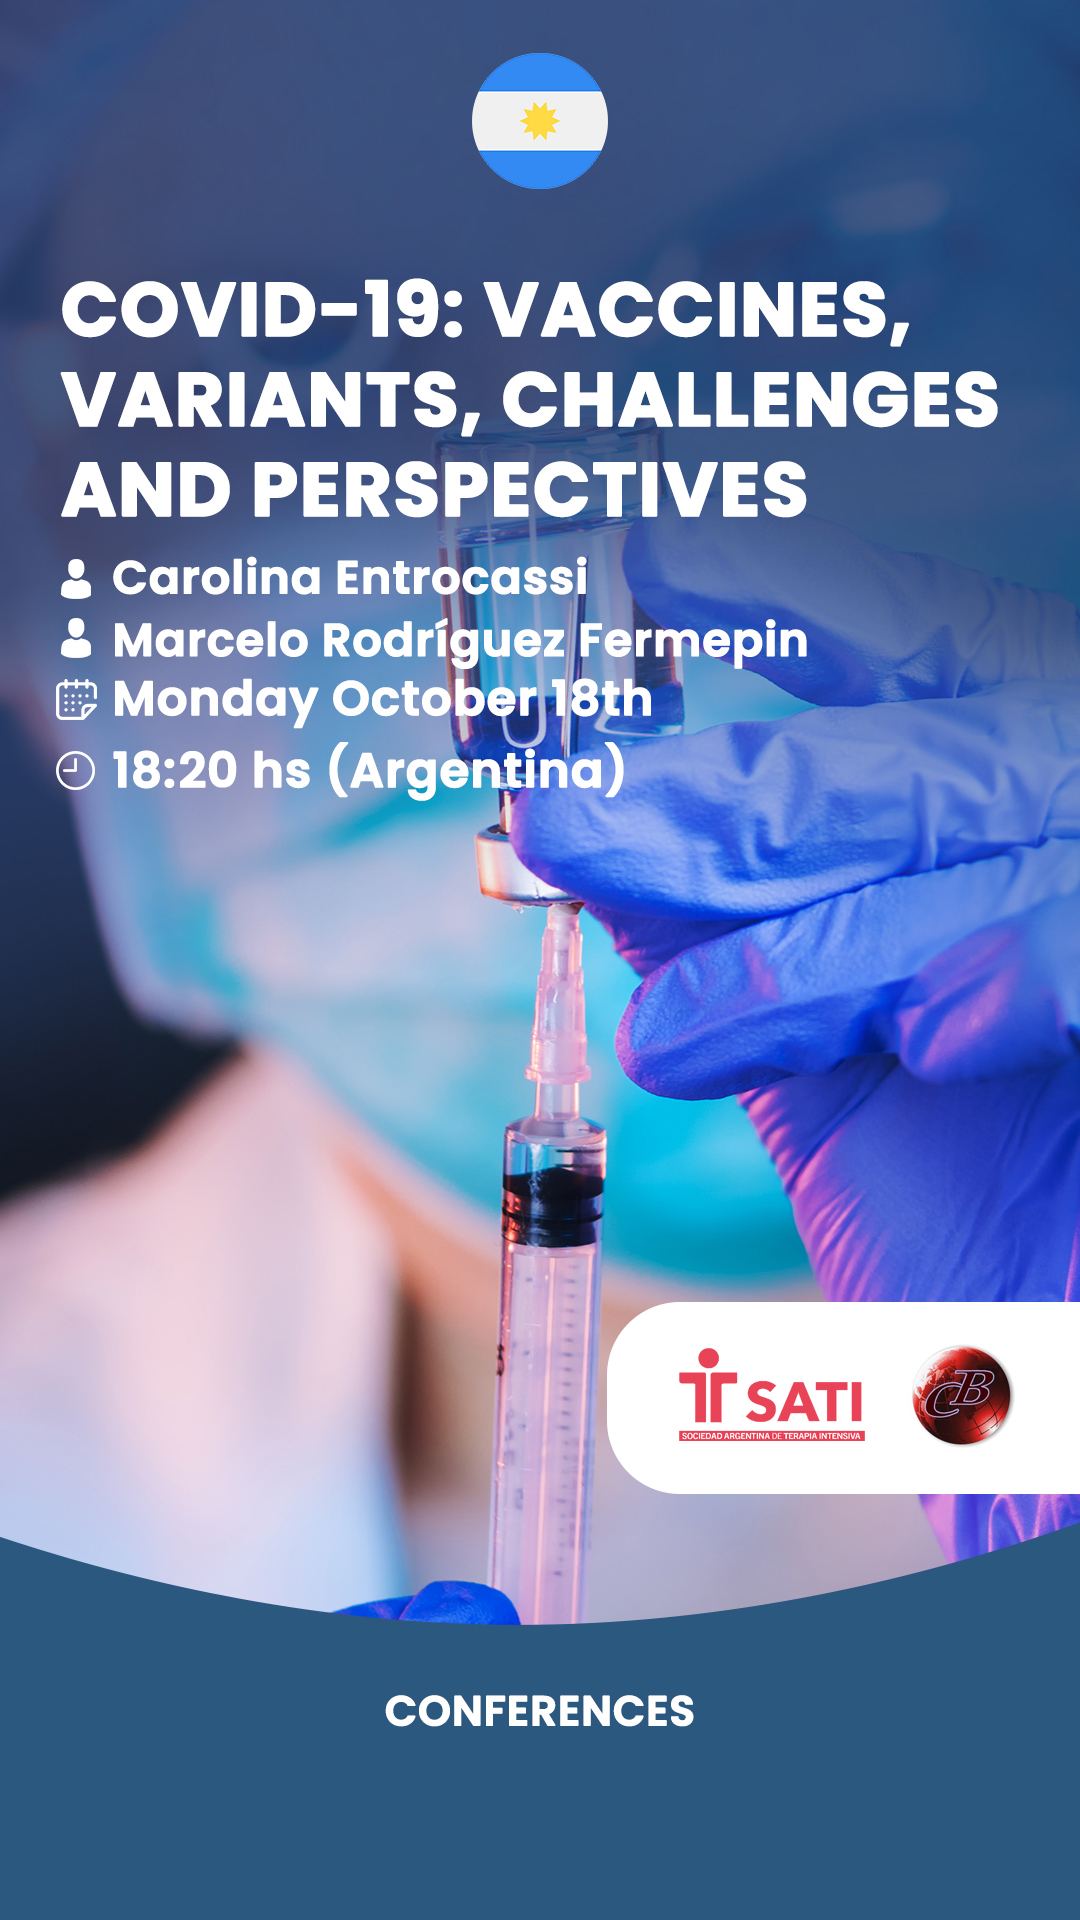 COVID-19: VACCINES,
VARIANTS, CHALLENGES
AND PERSPECTIVES
Carolina Entrocassi
Marcelo Rodríguez Fermepin
Monday October 18th
18:20 hs (Argentina)
SATI
SOCIEDAD ARGENTINA DE TERAPIA INTENSIVA
CB
CONFERENCES